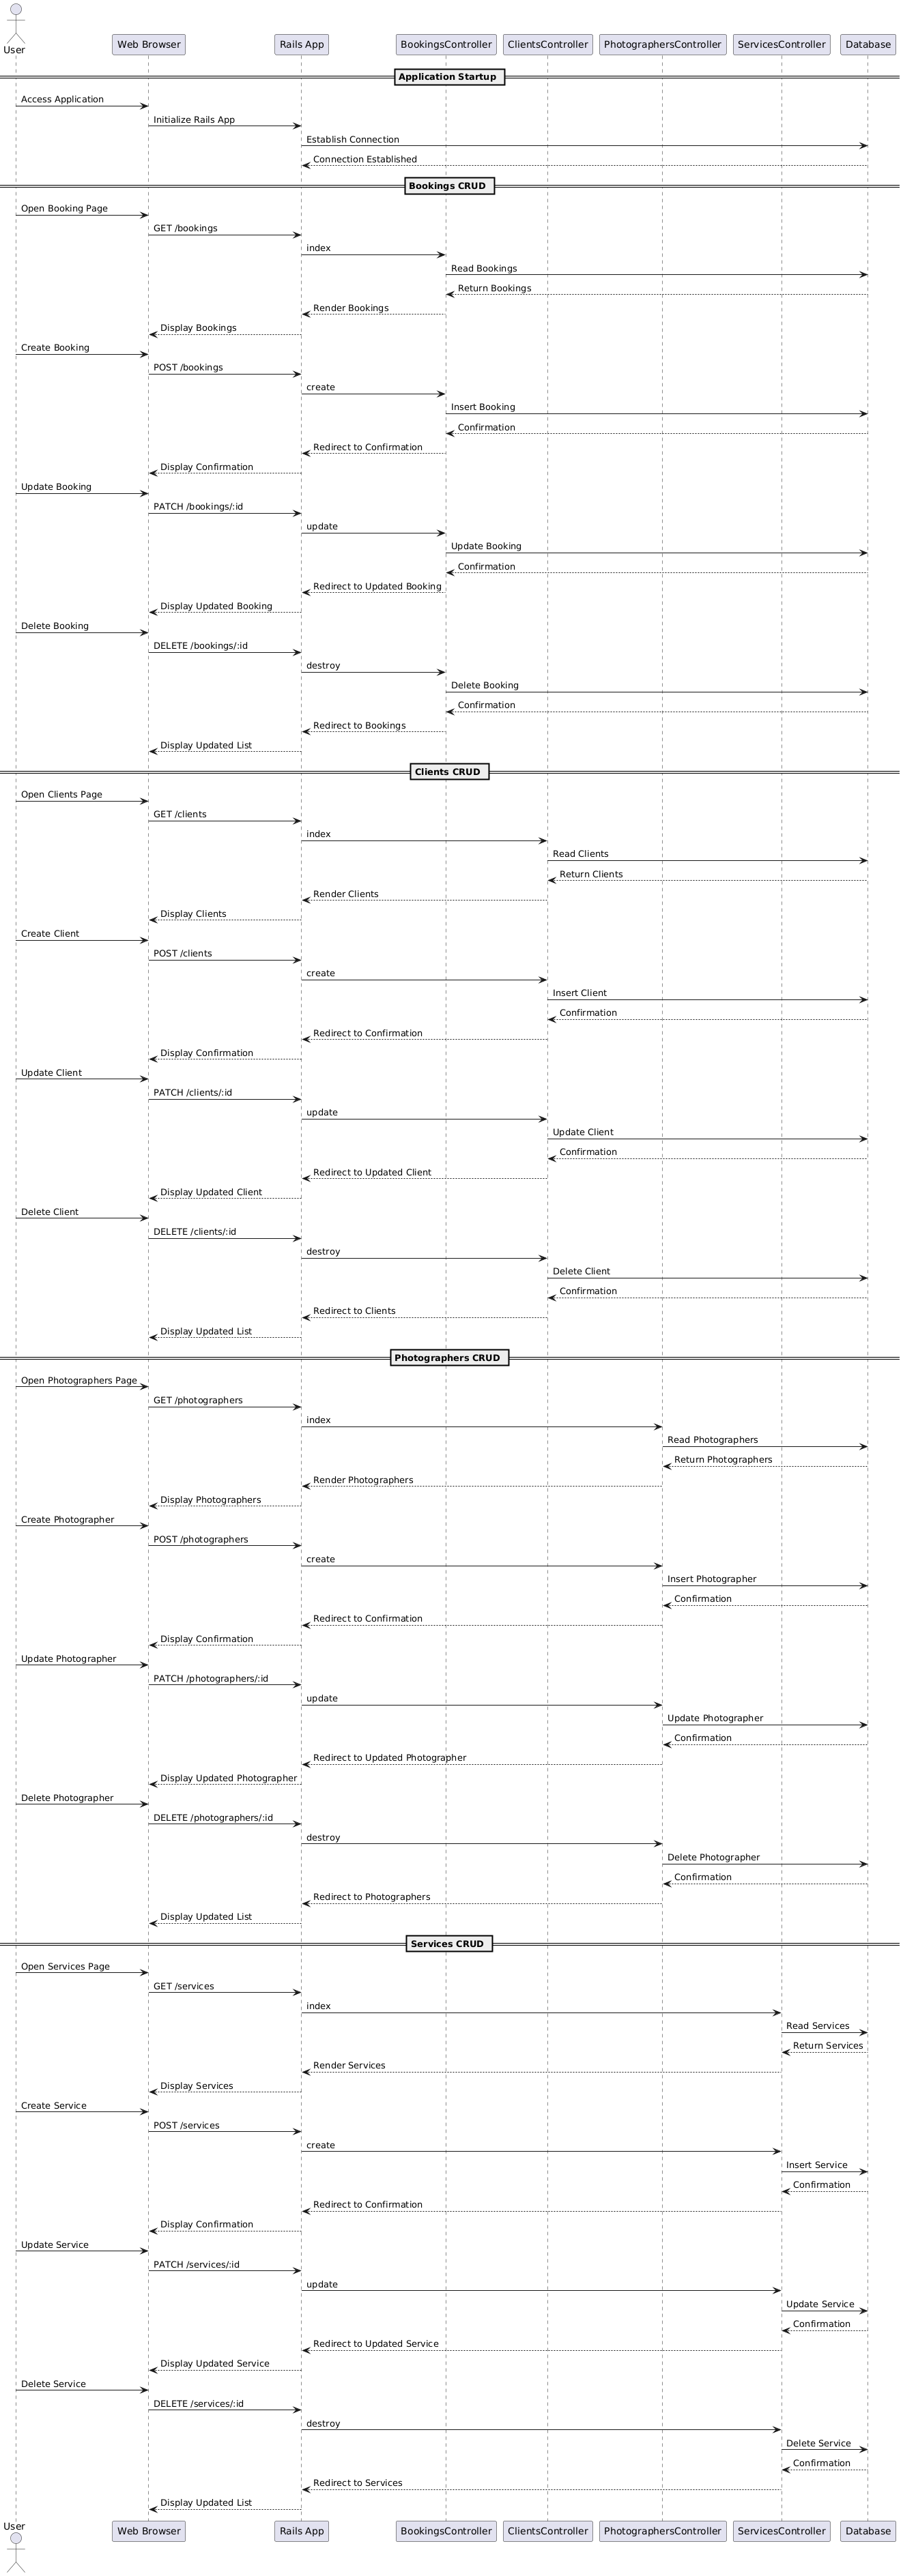 User
Web Browser
Rails App
BookingsController
ClientsController
PhotographersController
ServicesController
Database
Application Startup
Access Application
Initialize Rails App
Establish Connection
Connection Established
Bookings CRUD
Open Booking Page
GET /bookings
index
Read Bookings
Return Bookings
Render Bookings
Display Bookings
Create Booking
POST /bookings
create
Insert Booking
Confirmation
Redirect to Confirmation
Display Confirmation
Update Booking
PATCH /bookings/:id
update
Update Booking
Confirmation
Redirect to Updated Booking
Display Updated Booking
Delete Booking
DELETE /bookings/:id
destroy
Delete Booking
Confirmation
Redirect to Bookings
Display Updated List
Clients CRUD
Open Clients Page
GET /clients
index
Read Clients
Return Clients
Render Clients
Display Clients
Create Client
POST /clients
create
Insert Client
Confirmation
Redirect to Confirmation
Display Confirmation
Update Client
PATCH /clients/:id
update
Update Client
Confirmation
Redirect to Updated Client
Display Updated Client
Delete Client
DELETE /clients/:id
destroy
Delete Client
Confirmation
Redirect to Clients
Display Updated List
Photographers CRUD
Open Photographers Page
GET /photographers
index
Read Photographers
Return Photographers
Render Photographers
Display Photographers
Create Photographer
POST /photographers
create
Insert Photographer
Confirmation
Redirect to Confirmation
Display Confirmation
Update Photographer
PATCH /photographers/:id
update
Update Photographer
Confirmation
Redirect to Updated Photographer
Display Updated Photographer
Delete Photographer
DELETE /photographers/:id
destroy
Delete Photographer
Confirmation
Redirect to Photographers
Display Updated List
Services CRUD
Open Services Page
GET /services
index
Read Services
Return Services
Render Services
Display Services
Create Service
POST /services
create
Insert Service
Confirmation
Redirect to Confirmation
Display Confirmation
Update Service
PATCH /services/:id
update
Update Service
Confirmation
Redirect to Updated Service
Display Updated Service
Delete Service
DELETE /services/:id
destroy
Delete Service
Confirmation
Redirect to Services
Display Updated List
User
Web Browser
Rails App
BookingsController
ClientsController
PhotographersController
ServicesController
Database